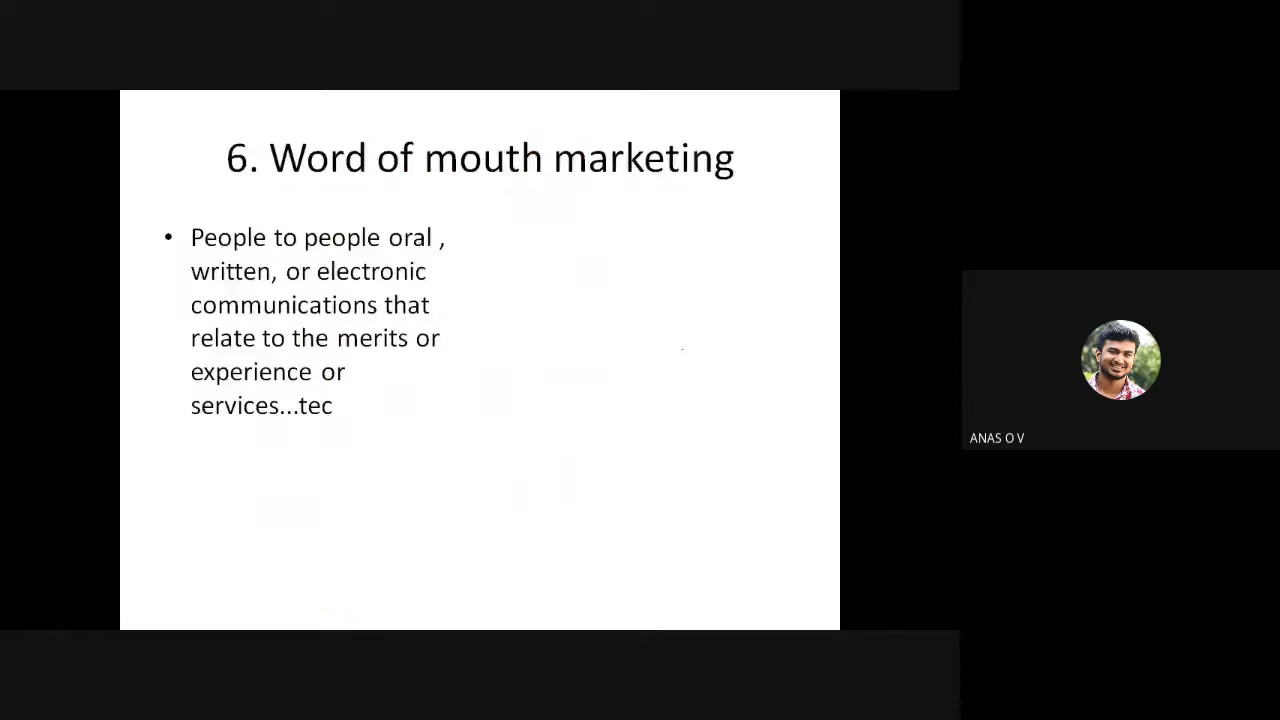 6. Word of mouth marketing
• People to people oral ,
written, or electronic
communications that
relate to the merits or
experience or
services...tec
ANAS O V